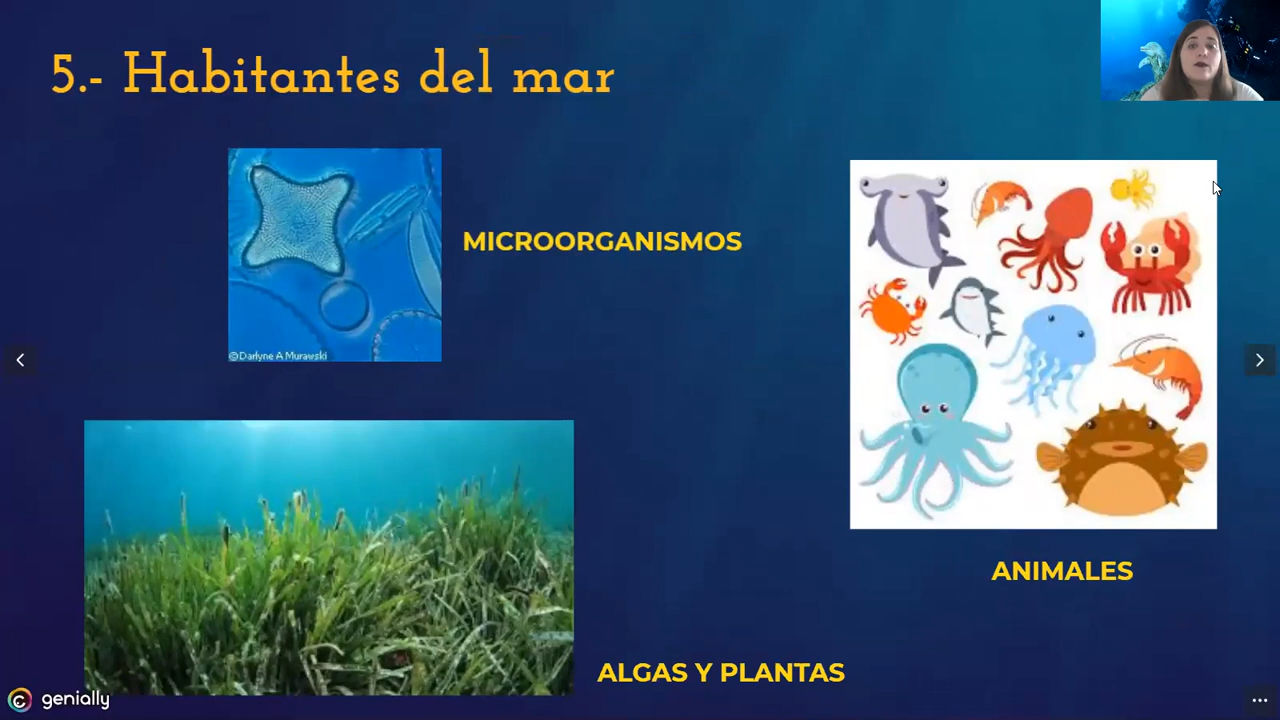 5.- Habitantes del mar
MICROORGANISMOS
©Darlyne A Murawski
ANIMALES
ALGAS Y PLANTAS
genially